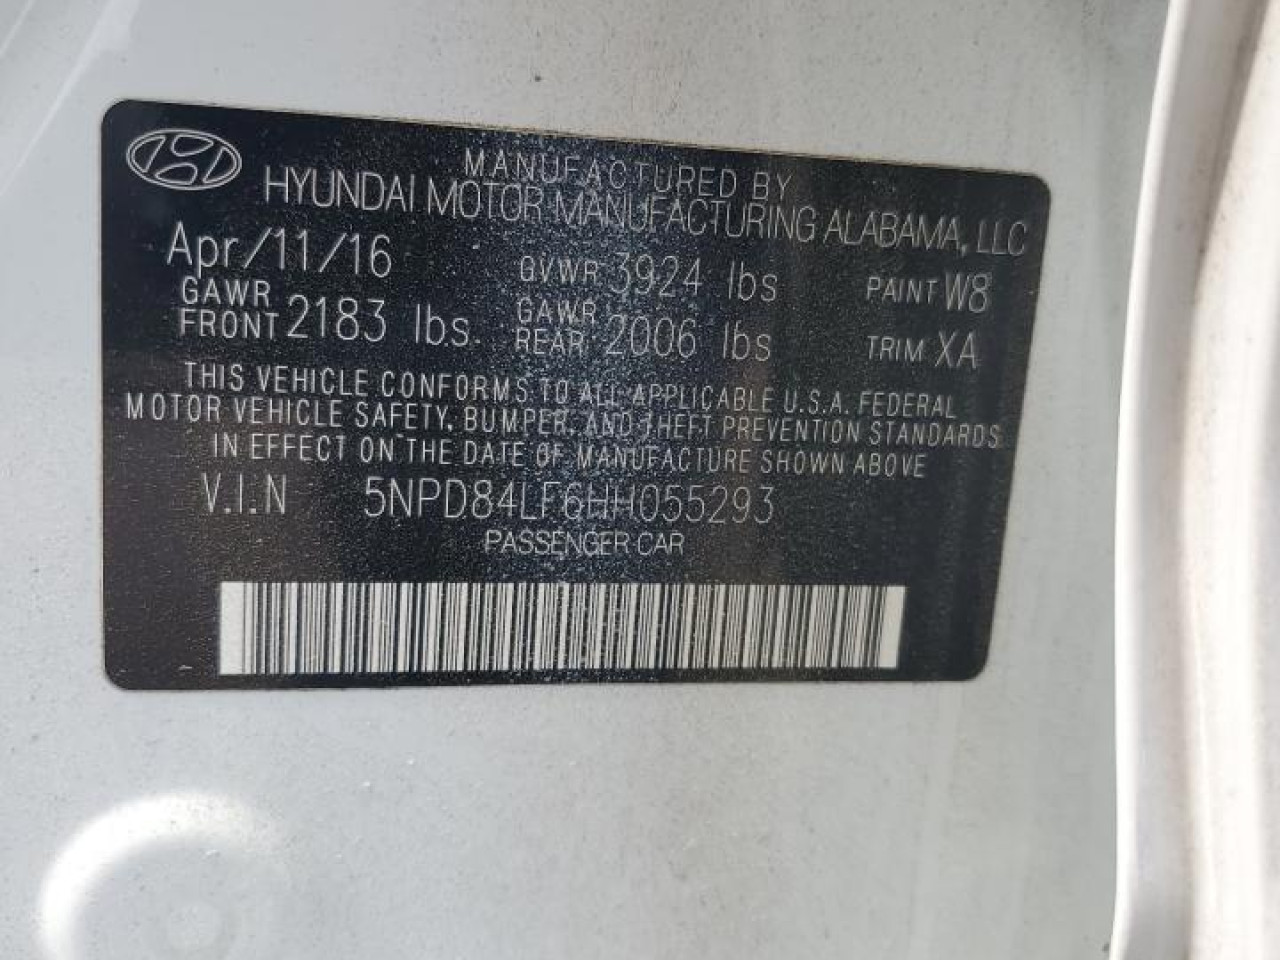 MANUFACTURED BY
HYUNDAI MOTOR MANUFACTURING ALABAMA, LLC
Apr/11/16 GVWR 3924 lbs PAINT W8
GAWR FRONT 2183 lbs. GAWR REAR 2006 lbs TRIM XA
THIS VEHICLE CONFORMS TO ALL APPLICABLE U.S.A. FEDERAL
MOTOR VEHICLE SAFETY, BUMPER, AND THEFT PREVENTION STANDARDS
IN EFFECT ON THE DATE OF MANUFACTURE SHOWN ABOVE
V.I.N 5NPD84LF6HH055293
PASSENGER CAR